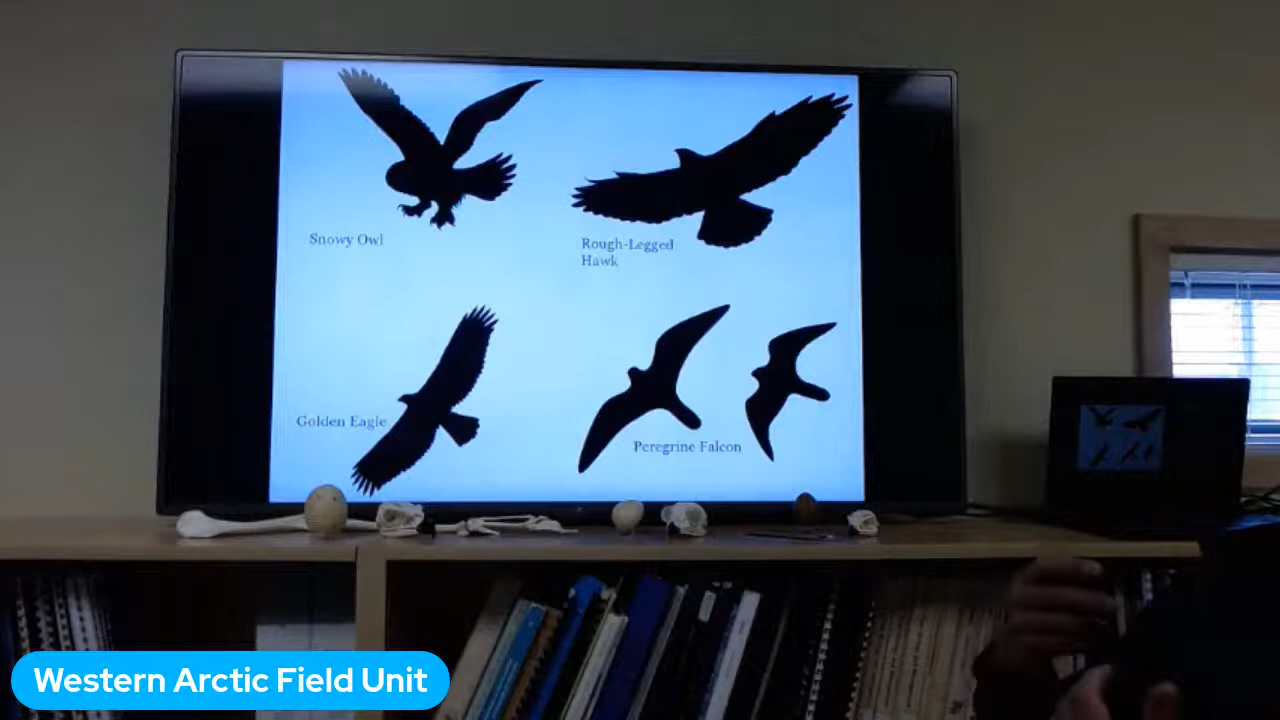 Snowy Owl
Rough-Legged
Hawk
Golden Eagle
Peregrine Falcon
Western Arctic Field Unit